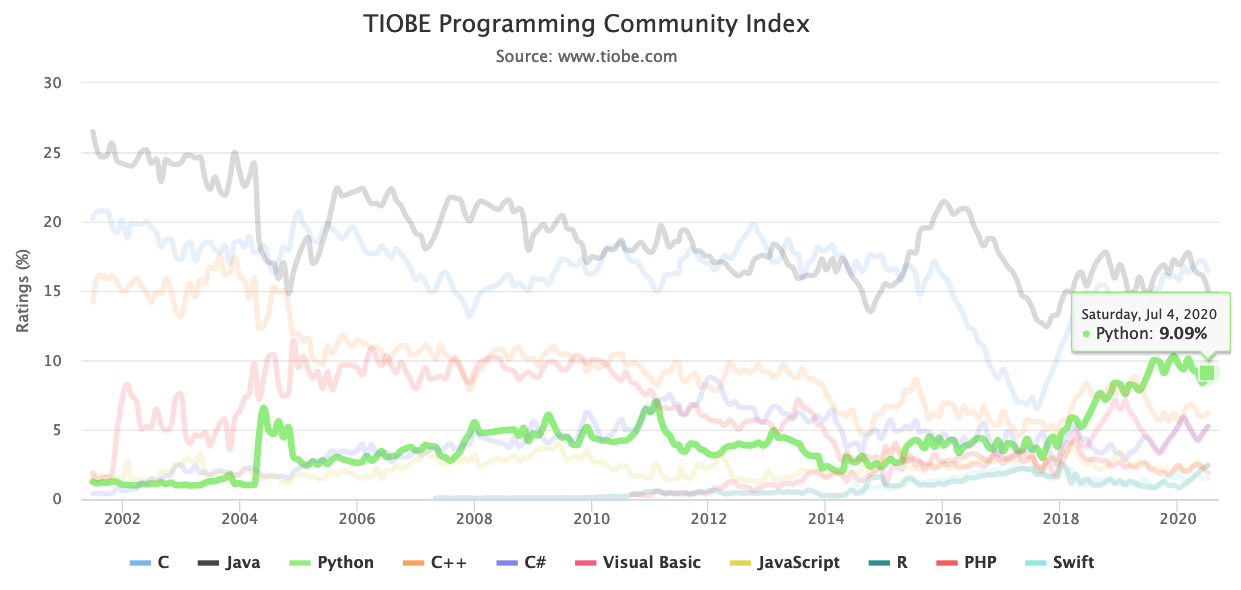 TIOBE Programming Community Index
Source: www.tiobe.com
30
25
20
15
10
5
0
Ratings (%)
Saturday, Jul 4, 2020
Python: 9.09%
2002 2004 2006 2008 2010 2012 2014 2016 2018 2020
C Java Python C++ C# Visual Basic JavaScript R PHP Swift